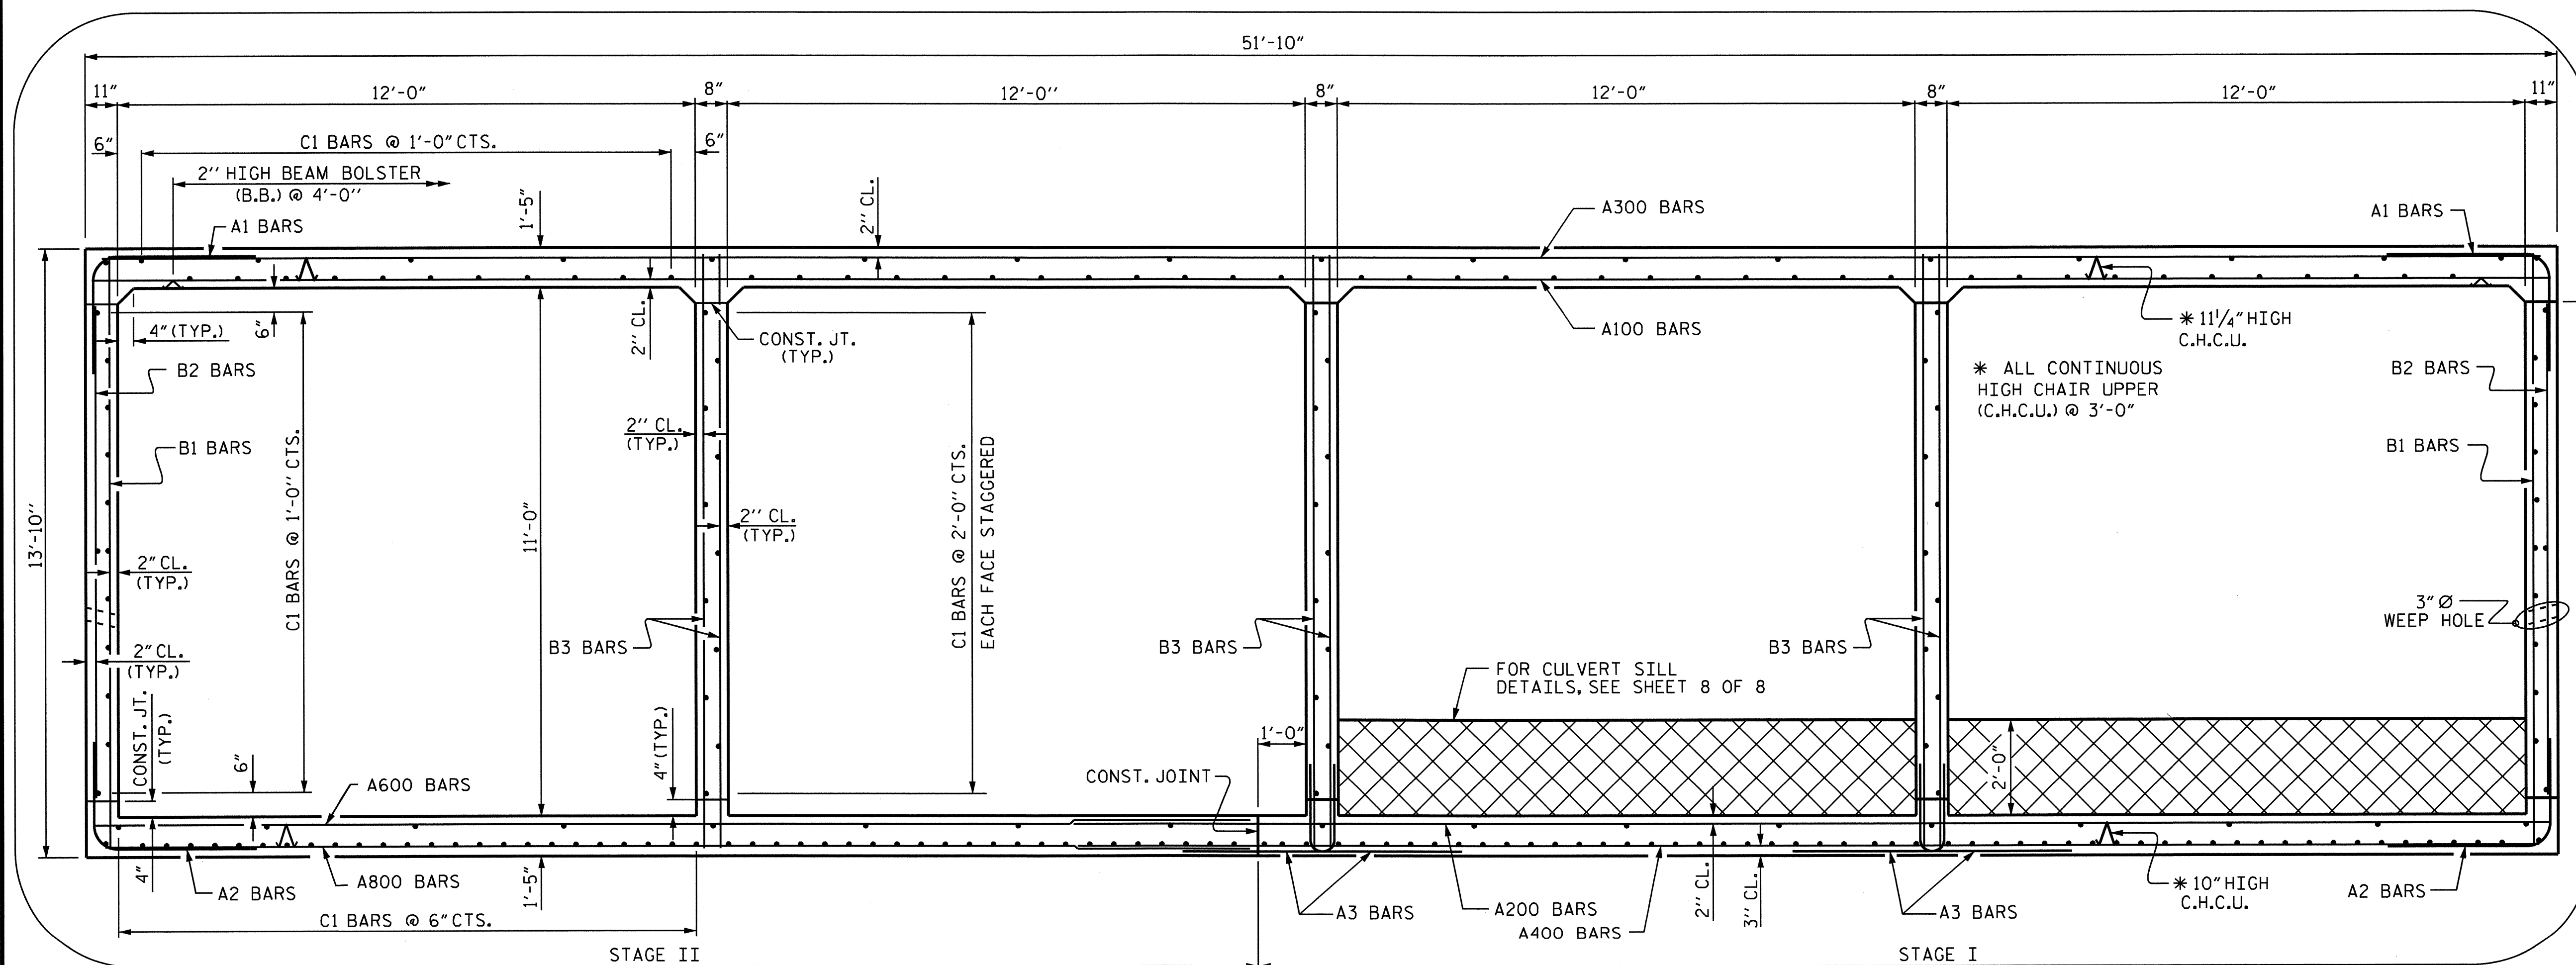 51'-10"
11" 12'-0" 8" 12'-0" 8" 12'-0" 8" 12'-0" 11"
6" C1 BARS @ 1'-0" CTS. 6"
2" HIGH BEAM BOLSTER
(B.B.) @ 4'-0"
A1 BARS
1'-5"
2" CL.
A300 BARS
A1 BARS
4" (TYP.)
6"
2" CL.
CONST. JT.
(TYP.)
A100 BARS
* 11 1/4" HIGH
C.H.C.U.
B2 BARS
* ALL CONTINUOUS
HIGH CHAIR UPPER
(C.H.C.U.) @ 3'-0"
B2 BARS
B1 BARS
2" CL.
(TYP.)
B1 BARS
13'-10"
C1 BARS @ 1'-0" CTS.
11'-0"
C1 BARS @ 2'-0" CTS.
EACH FACE STAGGERED
2" CL.
(TYP.)
2" CL.
(TYP.)
3" Ø
WEEP HOLE
2" CL.
(TYP.)
B3 BARS
B3 BARS
B3 BARS
FOR CULVERT SILL
DETAILS, SEE SHEET 8 OF 8
CONST. JT.
(TYP.)
6"
4" (TYP.)
1'-0"
2'-0"
CONST. JOINT
A600 BARS
4"
A2 BARS
A800 BARS
1'-5"
A3 BARS
A200 BARS
A400 BARS
2" CL.
3" CL.
A3 BARS
* 10" HIGH
C.H.C.U.
A2 BARS
C1 BARS @ 6" CTS.
STAGE II
STAGE I